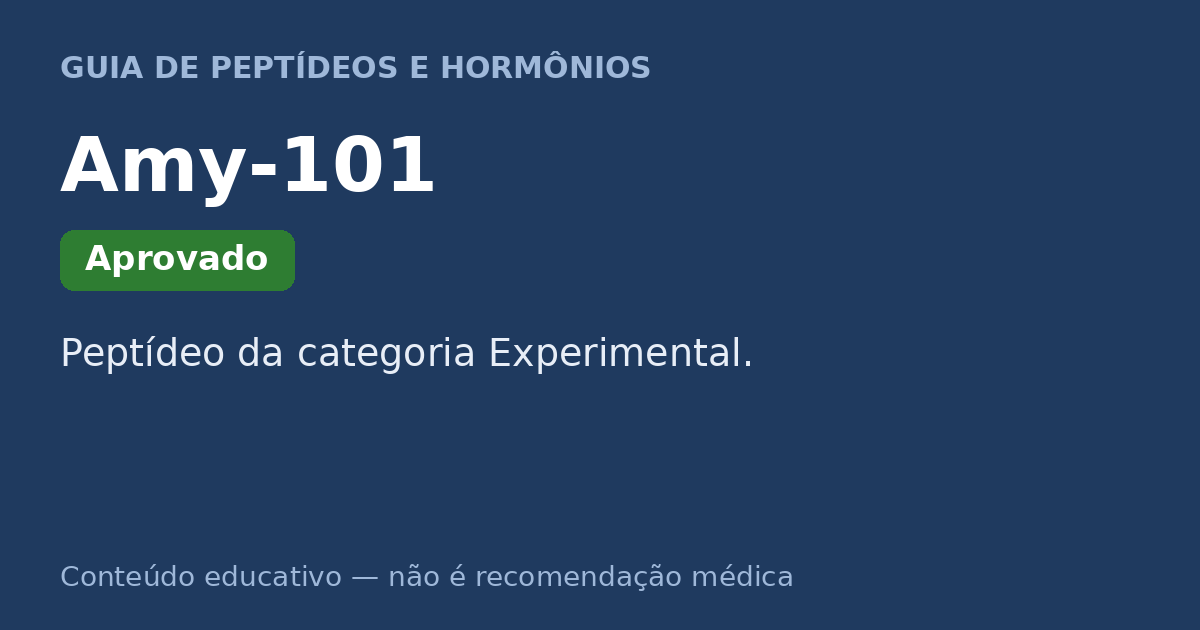 GUIA DE PEPTÍDEOS E HORMÔNIOS
Amy-101
Aprovado
Peptídeo da categoria Experimental.
Conteúdo educativo — não é recomendação médica